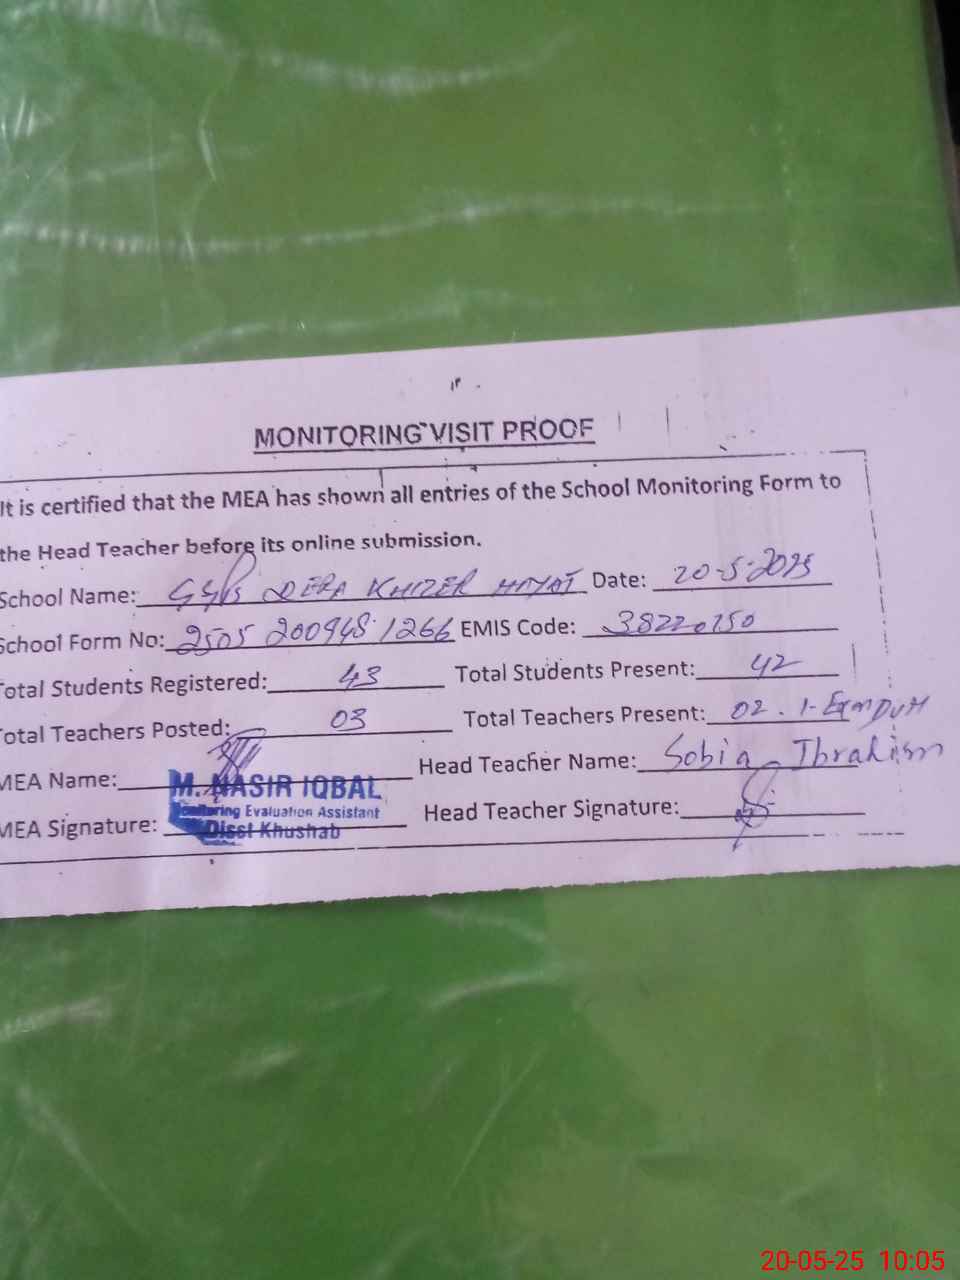 MONITORING VISIT PROOF
It is certified that the MEA has shown all entries of the School Monitoring Form to
the Head Teacher before its online submission.
School Name: GGPS DERA KHIZER HAYAT Date: 20-5-2025
School Form No: 2505 200948 1266 EMIS Code: 38220150
Total Students Registered: 43 Total Students Present: 42
Total Teachers Posted: 03 Total Teachers Present: 02. 1-
MEA Name: Head Teacher Name: Sobia Ibrahim
M. NASIR IQBAL
Monitoring Evaluation Assistant
Disst Khushab
MEA Signature: Head Teacher Signature:
20-05-25 10:05